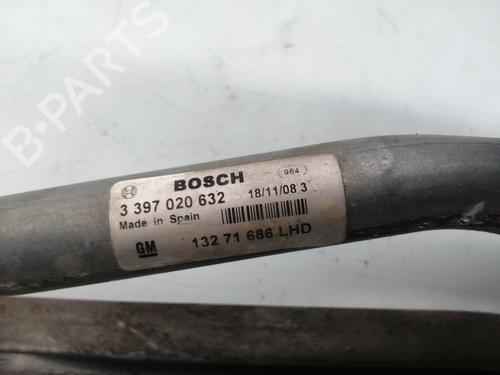 B-PARTS
BOSCH
964
3 397 020 632
18/11/08 3
Made in Spain
GM
132 71 686 LHD